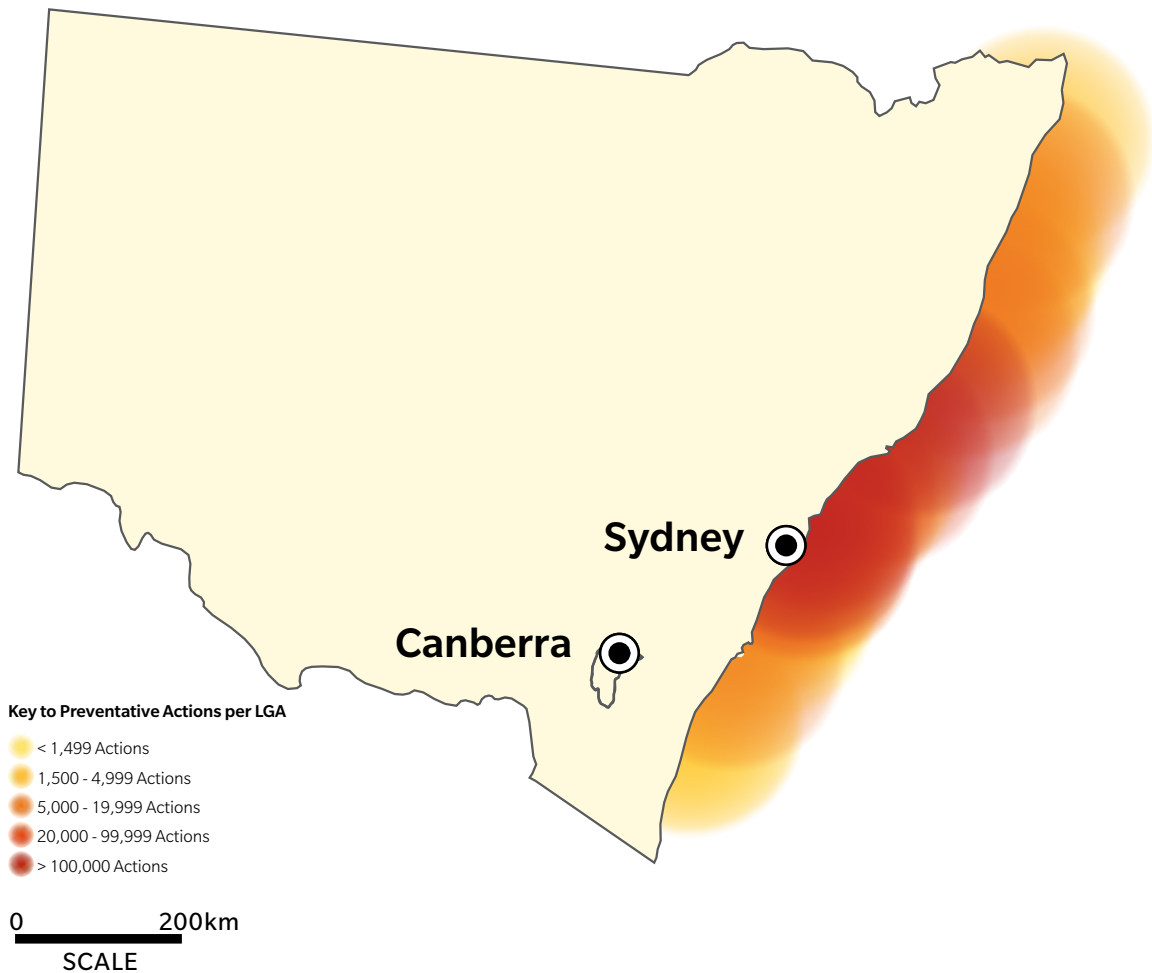 Sydney
Canberra
Key to Preventative Actions per LGA
< 1,499 Actions
1,500 - 4,999 Actions
5,000 - 19,999 Actions
20,000 - 99,999 Actions
> 100,000 Actions
0 200km
SCALE